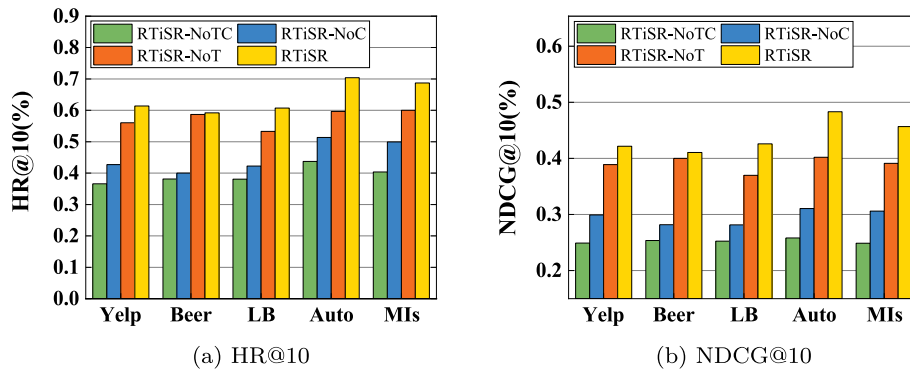 RTiSR-NoTC RTiSR-NoC
RTiSR-NoT RTiSR
HR@10(%)
0.9
0.8
0.7
0.6
0.5
0.4
0.3
0.2
0.1
0.0
Yelp Beer LB Auto MIs
(a) HR@10
RTiSR-NoTC RTiSR-NoC
RTiSR-NoT RTiSR
NDCG@10(%)
0.6
0.5
0.4
0.3
0.2
Yelp Beer LB Auto MIs
(b) NDCG@10